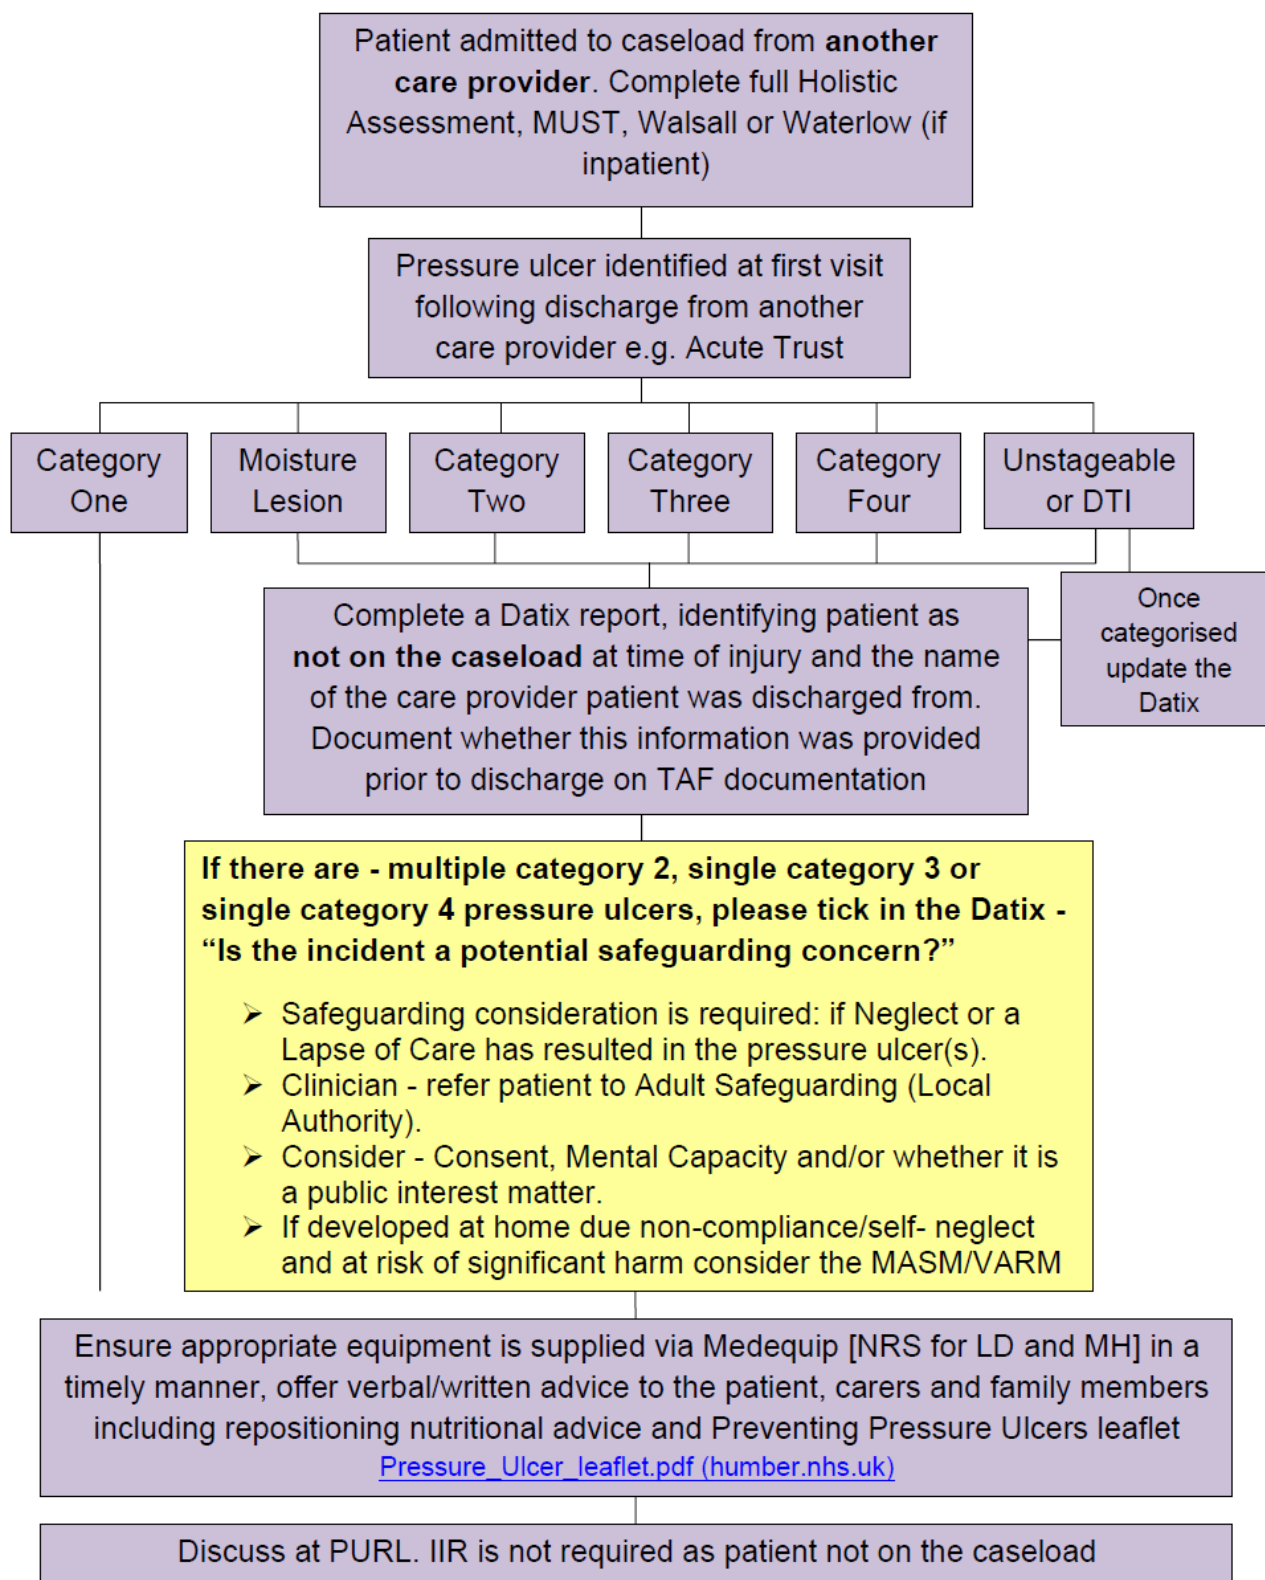 Patient admitted to caseload from another
care provider. Complete full Holistic
Assessment, MUST, Walsall or Waterlow (if
inpatient)
Pressure ulcer identified at first visit
following discharge from another
care provider e.g. Acute Trust
Category
One
Moisture
Lesion
Category
Two
Category
Three
Category
Four
Unstageable
or DTI
Complete a Datix report, identifying patient as
not on the caseload at time of injury and the name
of the care provider patient was discharged from.
Document whether this information was provided
prior to discharge on TAF documentation
Once
categorised
update the
Datix
If there are - multiple category 2, single category 3 or
single category 4 pressure ulcers, please tick in the Datix -
“Is the incident a potential safeguarding concern?”
➢ Safeguarding consideration is required: if Neglect or a
Lapse of Care has resulted in the pressure ulcer(s).
➢ Clinician - refer patient to Adult Safeguarding (Local
Authority).
➢ Consider - Consent, Mental Capacity and/or whether it is
a public interest matter.
➢ If developed at home due non-compliance/self- neglect
and at risk of significant harm consider the MASM/VARM
Ensure appropriate equipment is supplied via Medequip [NRS for LD and MH] in a
timely manner, offer verbal/written advice to the patient, carers and family members
including repositioning nutritional advice and Preventing Pressure Ulcers leaflet
Pressure_Ulcer_leaflet.pdf (humber.nhs.uk)
Discuss at PURL. IIR is not required as patient not on the caseload